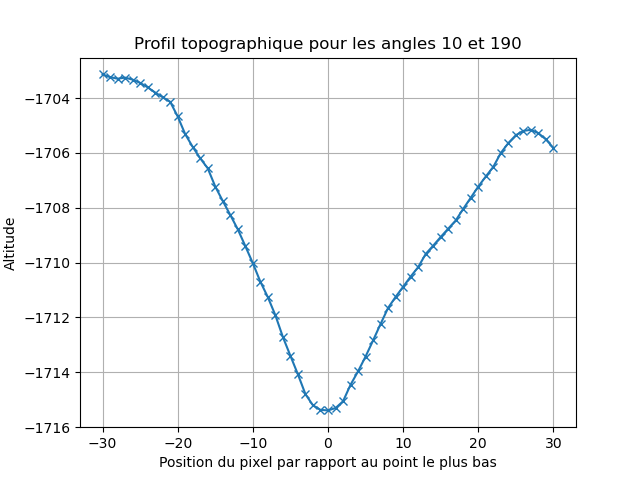 Profil topographique pour les angles 10 et 190
Altitude
−1704
−1706
−1708
−1710
−1712
−1714
−1716
−30 −20 −10 0 10 20 30
Position du pixel par rapport au point le plus bas